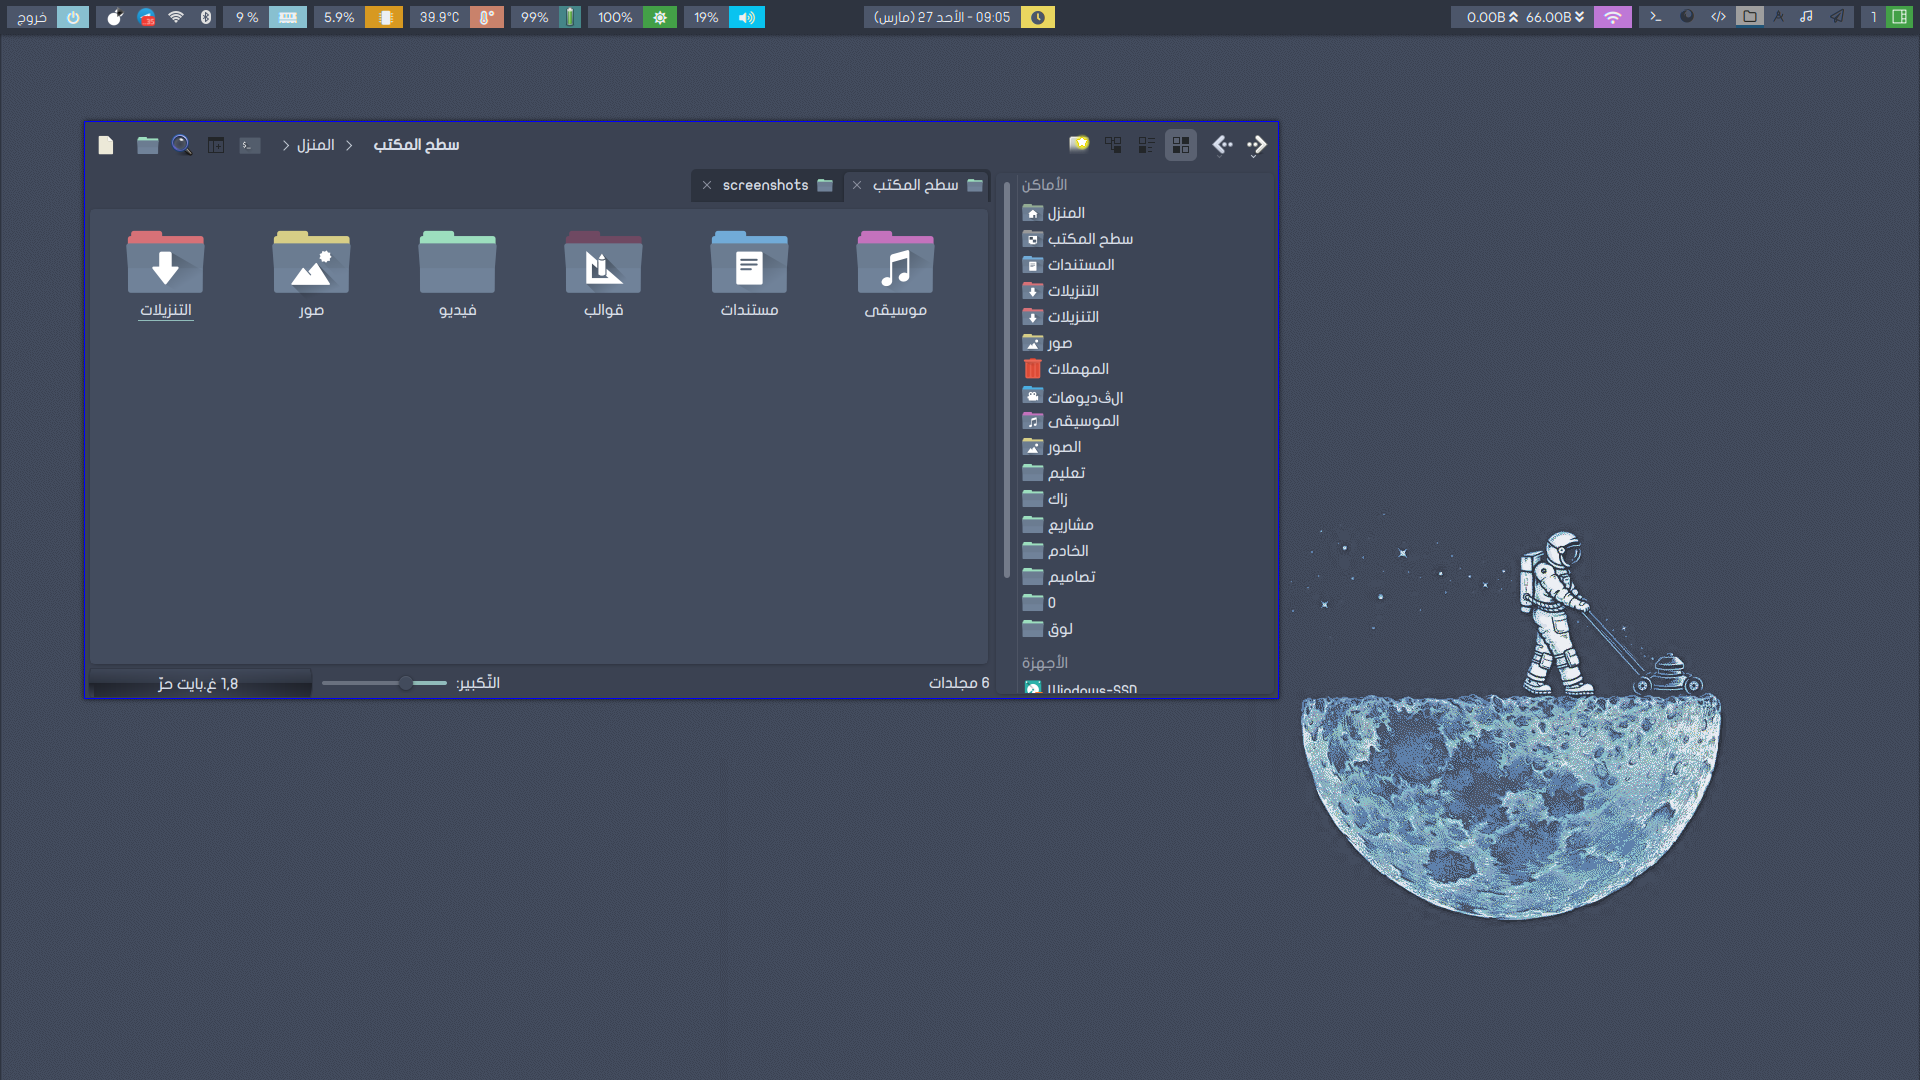 1
66.00B 0.00B
09:05 - الأحد 27 (مارس)
19%
100%
99%
39.9°C
5.9%
9 %
خروج
المنزل
سطح المكتب
سطح المكتب
screenshots
الأماكن
المنزل
سطح المكتب
المستندات
التنزيلات
التنزيلات
صور
المهملات
الڤديوهات
الموسيقى
الصور
تعليم
زاك
مشاريع
الخادم
تصاميم
0
لوق
الأجهزة
Windows-SSD
موسيقى
مستندات
قوالب
فيديو
صور
التنزيلات
6 مجلدات
التّكبير:
1,8 غ.بايت حرّ